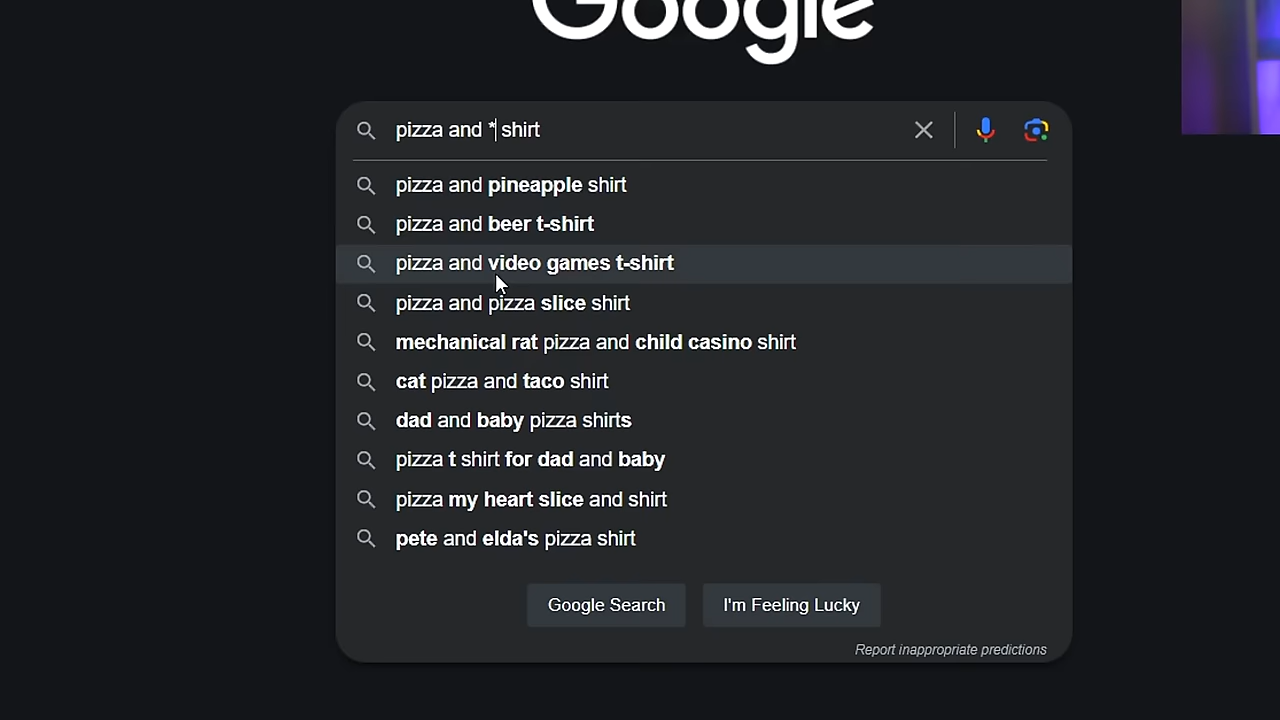 Google
pizza and * shirt
pizza and pineapple shirt
pizza and beer t-shirt
pizza and video games t-shirt
pizza and pizza slice shirt
mechanical rat pizza and child casino shirt
cat pizza and taco shirt
dad and baby pizza shirts
pizza t shirt for dad and baby
pizza my heart slice and shirt
pete and elda's pizza shirt
Google Search
I'm Feeling Lucky
Report inappropriate predictions